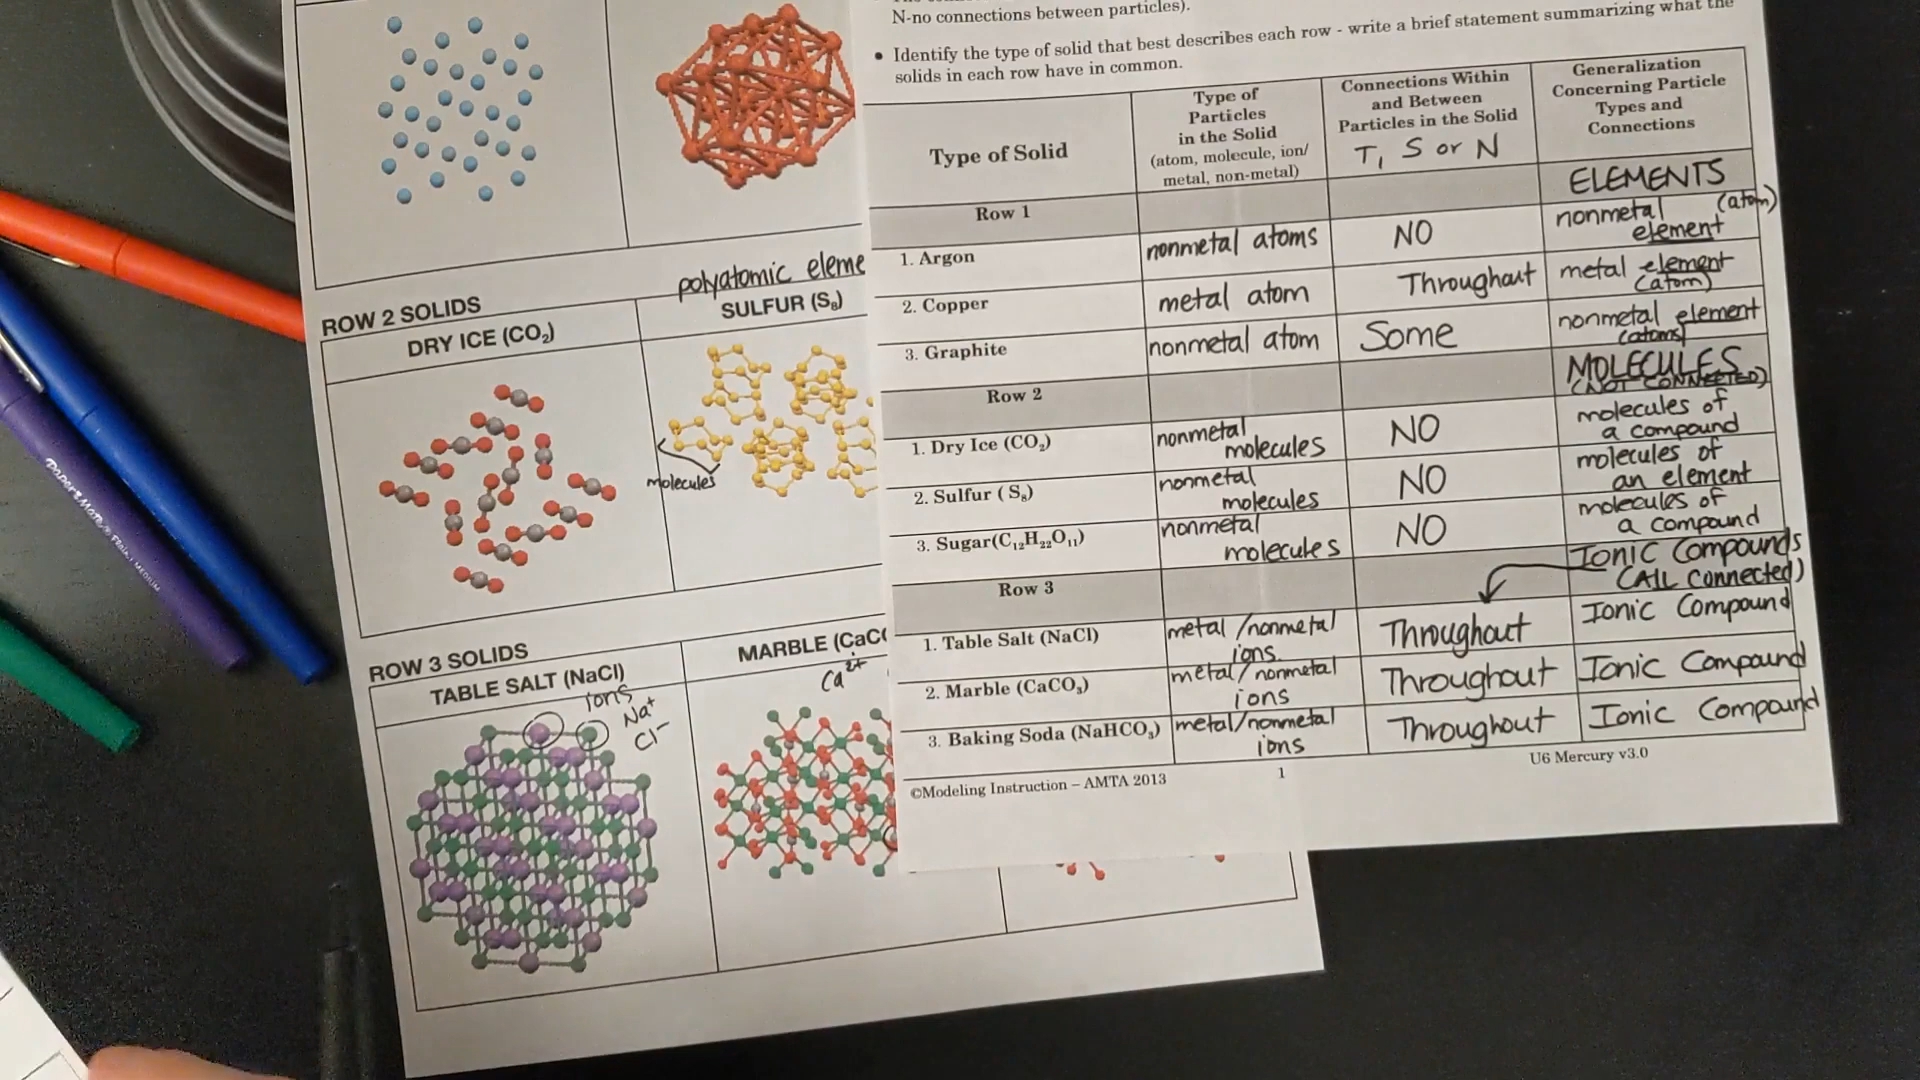 N-no connections between particles).
• Identify the type of solid that best describes each row - write a brief statement summarizing what the
solids in each row have in common.
Type of Solid
Type of
Particles
in the Solid
(atom, molecule, ion/
metal, non-metal)
Connections Within
and Between
Particles in the Solid
T, S or N
Generalization
Concerning Particle
Types and
Connections
Row 1
ELEMENTS
1. Argon
nonmetal atoms
NO
nonmetal (atom)
element
2. Copper
metal atom
Throughout
metal element
(atom)
3. Graphite
nonmetal atom
Some
nonmetal element
(atoms)
Row 2
MOLECULES
(NOT CONNECTED)
1. Dry Ice (CO₂)
nonmetal
molecules
NO
molecules of
a compound
2. Sulfur ( S₈)
nonmetal
molecules
NO
molecules of
an element
3. Sugar(C₁₂H₂₂O₁₁)
nonmetal
molecules
NO
molecules of
a compound
Row 3
Ionic Compounds
(All connected)
1. Table Salt (NaCl)
metal/nonmetal
ions
Throughout
Ionic Compound
2. Marble (CaCO₃)
metal/nonmetal
ions
Throughout
Ionic Compound
3. Baking Soda (NaHCO₃)
metal/nonmetal
ions
Throughout
Ionic Compound
©Modeling Instruction – AMTA 2013
1
U6 Mercury v3.0
polyatomic eleme
ROW 2 SOLIDS
DRY ICE (CO₂)
SULFUR (S₈)
molecules
ROW 3 SOLIDS
TABLE SALT (NaCl)
ions
Na⁺
Cl⁻
MARBLE (CaC
Ca²⁺
Paper Mate Flair MEDIUM